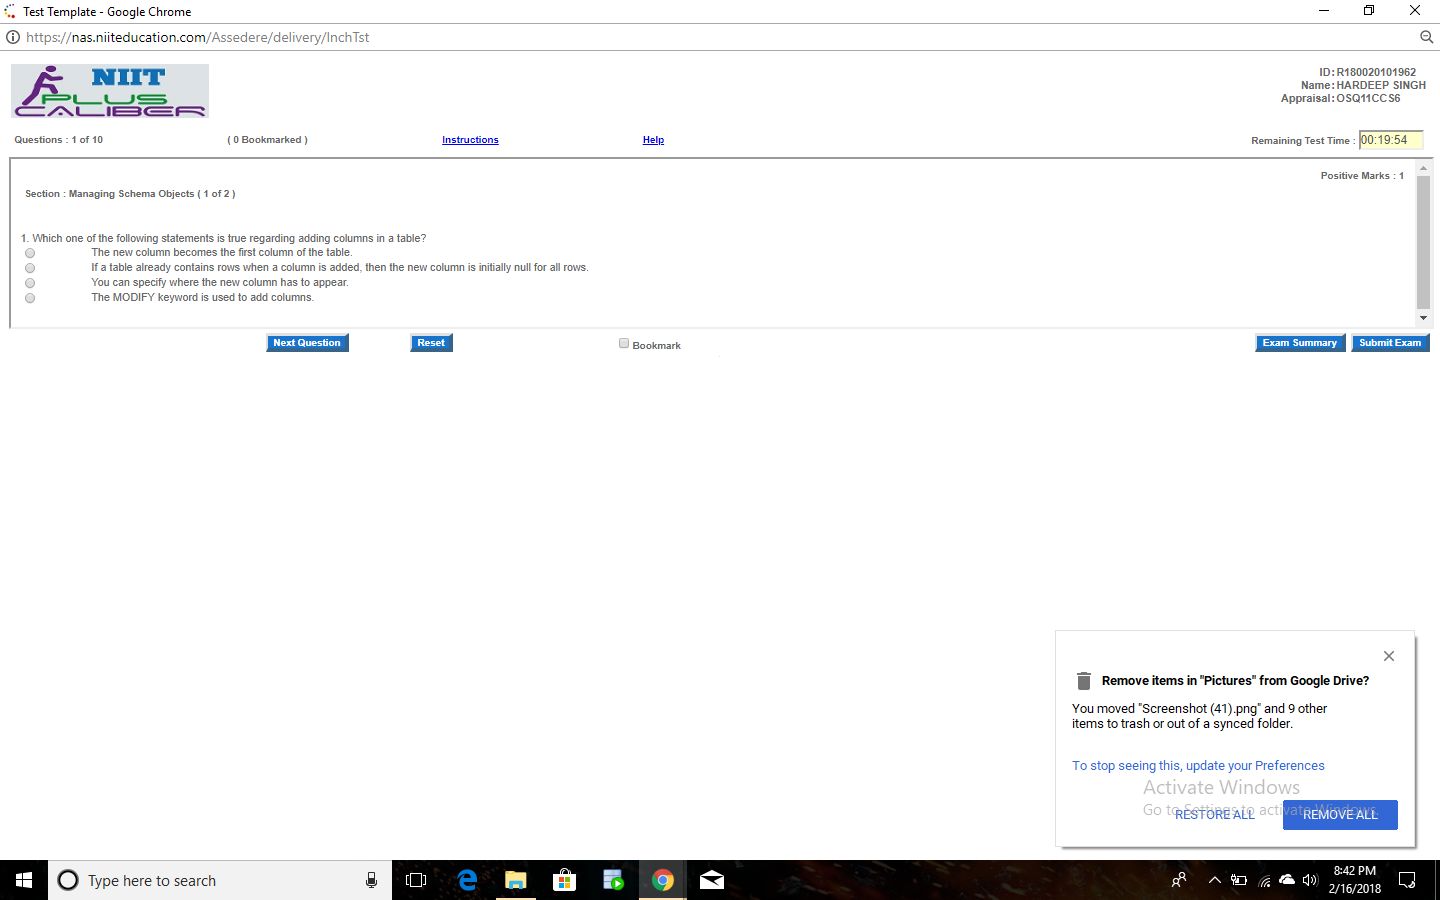 Test Template - Google Chrome
https://nas.niiteducation.com/Assedere/delivery/InchTst
NIIT
PLUS
CALIBER
ID: R180020101962
Name: HARDEEP SINGH
Appraisal: OSQ11CCS6
Questions : 1 of 10 ( 0 Bookmarked ) Instructions Help Remaining Test Time : 00:19:54
Positive Marks : 1
Section : Managing Schema Objects ( 1 of 2 )
1. Which one of the following statements is true regarding adding columns in a table?
The new column becomes the first column of the table.
If a table already contains rows when a column is added, then the new column is initially null for all rows.
You can specify where the new column has to appear.
The MODIFY keyword is used to add columns.
Next Question Reset Bookmark Exam Summary Submit Exam
Remove items in "Pictures" from Google Drive?
You moved "Screenshot (41).png" and 9 other
items to trash or out of a synced folder.
To stop seeing this, update your Preferences
Activate Windows
Go to Settings to activate Windows.
RESTORE ALL REMOVE ALL
Type here to search
8:42 PM
2/16/2018